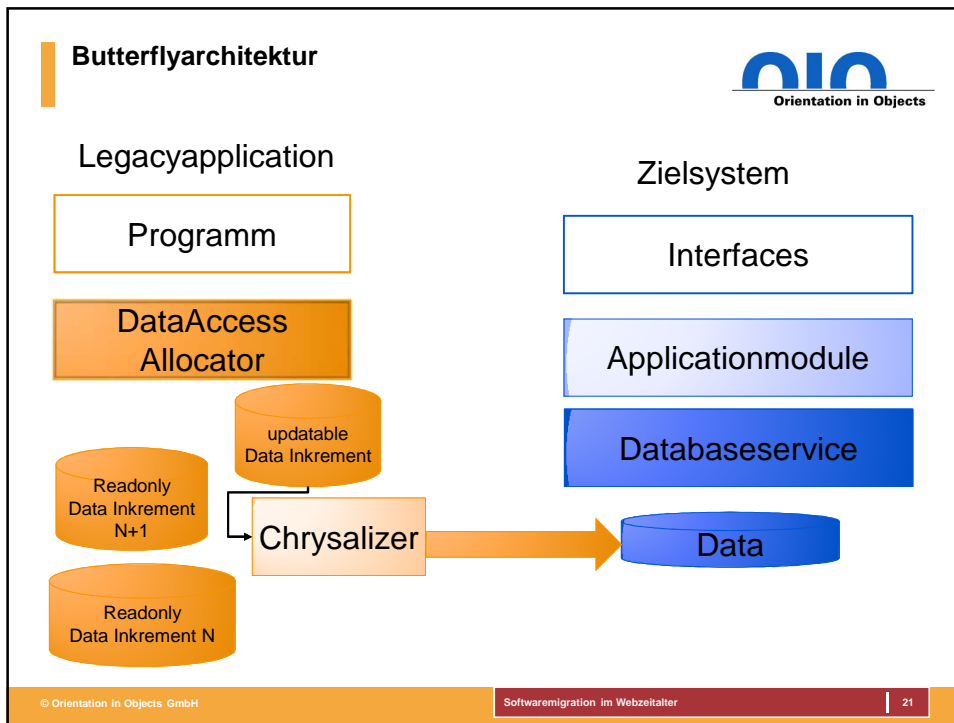 Butterflyarchitektur
OIO
Orientation in Objects
Legacyapplication
Zielsystem
Programm
Interfaces
DataAccess
Allocator
Applicationmodule
updatable
Data Inkrement
Databaseservice
Readonly
Data Inkrement
N+1
Chrysalizer
Data
Readonly
Data Inkrement N
© Orientation in Objects GmbH
Softwaremigration im Webzeitalter
21